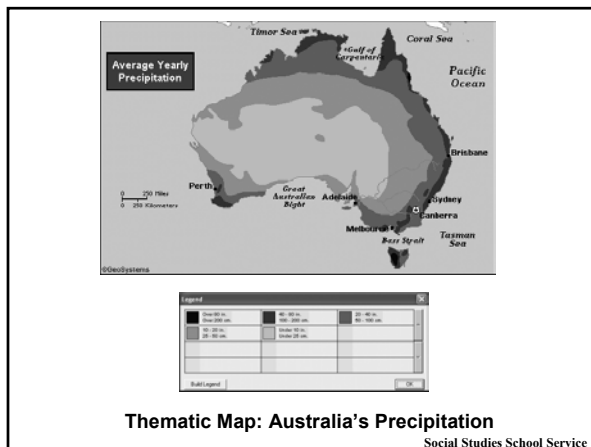 Timor Sea
Coral Sea
Gulf of
Carpentaria
Average Yearly
Precipitation
Pacific
Ocean
Brisbane
Perth
0 250 Miles
0 250 Kilometers
Great
Australian
Bight
Adelaide
Sydney
Canberra
Melbourne
Bass Strait
Tasman
Sea
©GeoSystems
Legend
Over 80 in.
Over 200 cm.
40 - 80 in.
100 - 200 cm.
20 - 40 in.
50 - 100 cm.
10 - 20 in.
25 - 50 cm.
Under 10 in.
Under 25 cm.
Build Legend
OK
Thematic Map: Australia's Precipitation
Social Studies School Service